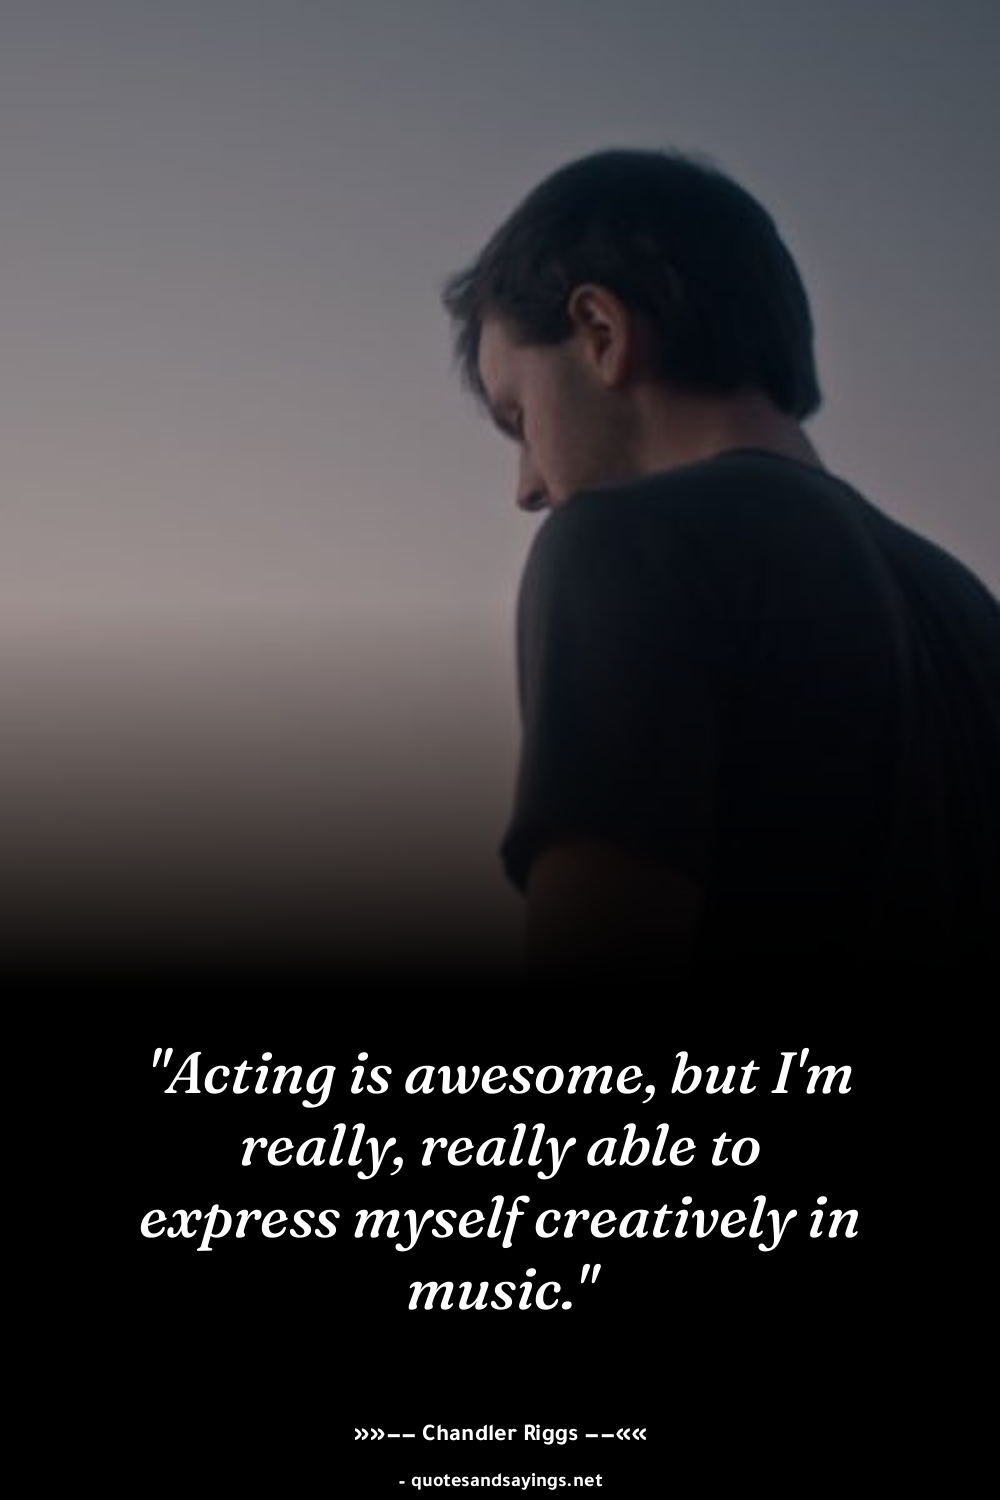 "Acting is awesome, but I'm
really, really able to
express myself creatively in
music."
»»−− Chandler Riggs −−««
- quotesandsayings.net